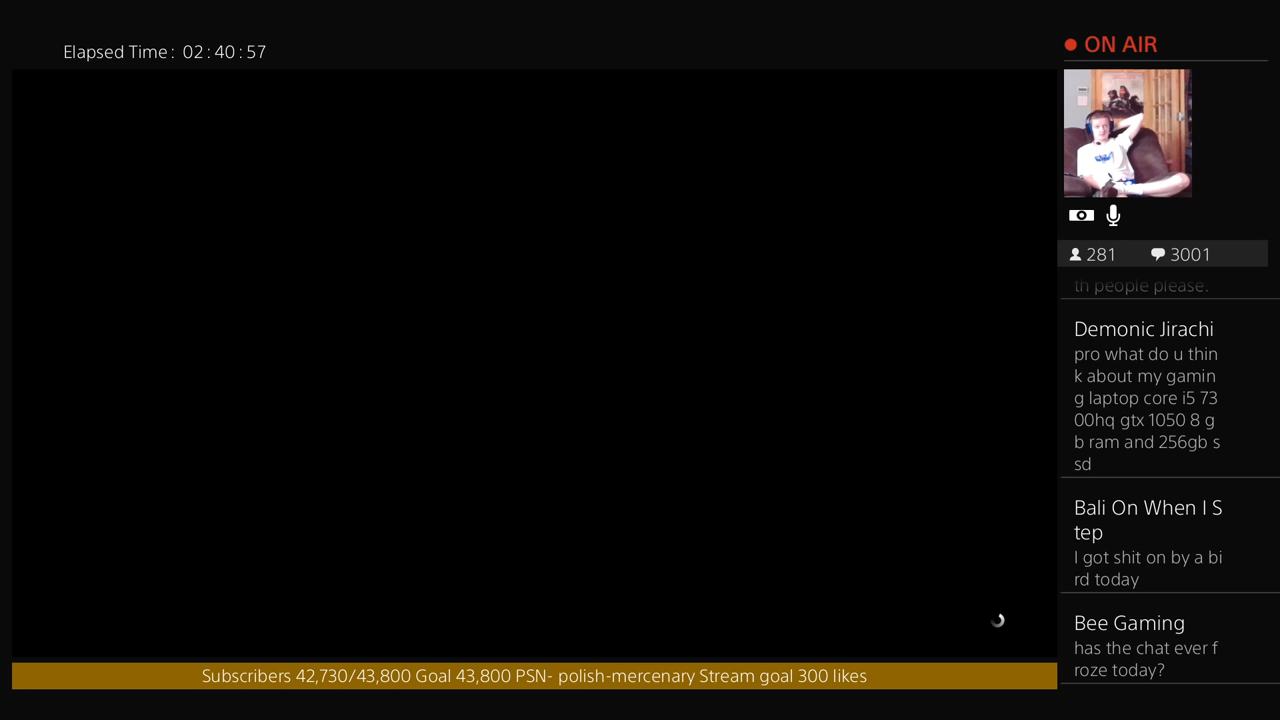 Elapsed Time: 02:40:57
ON AIR
281 3001
th people please.
Demonic Jirachi
pro what do u thin
k about my gamin
g laptop core i5 73
00hq gtx 1050 8 g
b ram and 256gb s
sd
Bali On When I S
tep
I got shit on by a bi
rd today
Bee Gaming
has the chat ever f
roze today?
Subscribers 42,730/43,800 Goal 43,800 PSN- polish-mercenary Stream goal 300 likes